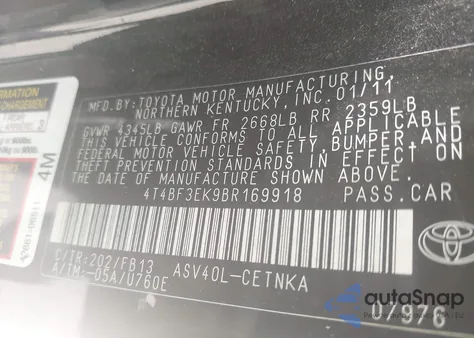 MFD.BY:TOYOTA MOTOR MANUFACTURING,
NORTHERN KENTUCKY, INC. 01/11
GVWR 4345LB GAWR FR 2668LB RR 2359LB
THIS VEHICLE CONFORMS TO ALL APPLICABLE
FEDERAL MOTOR VEHICLE SAFETY, BUMPER, AND
THEFT PREVENTION STANDARDS IN EFFECT ON
THE DATE OF MANUFACTURE SHOWN ABOVE.
4T4BF3EK9BR169918 PASS.CAR
C/TR:202/FB13 ASV40L-CETNKA
A/TM:-05A/U760E
TOYOTA
07976
4M
autoSnap